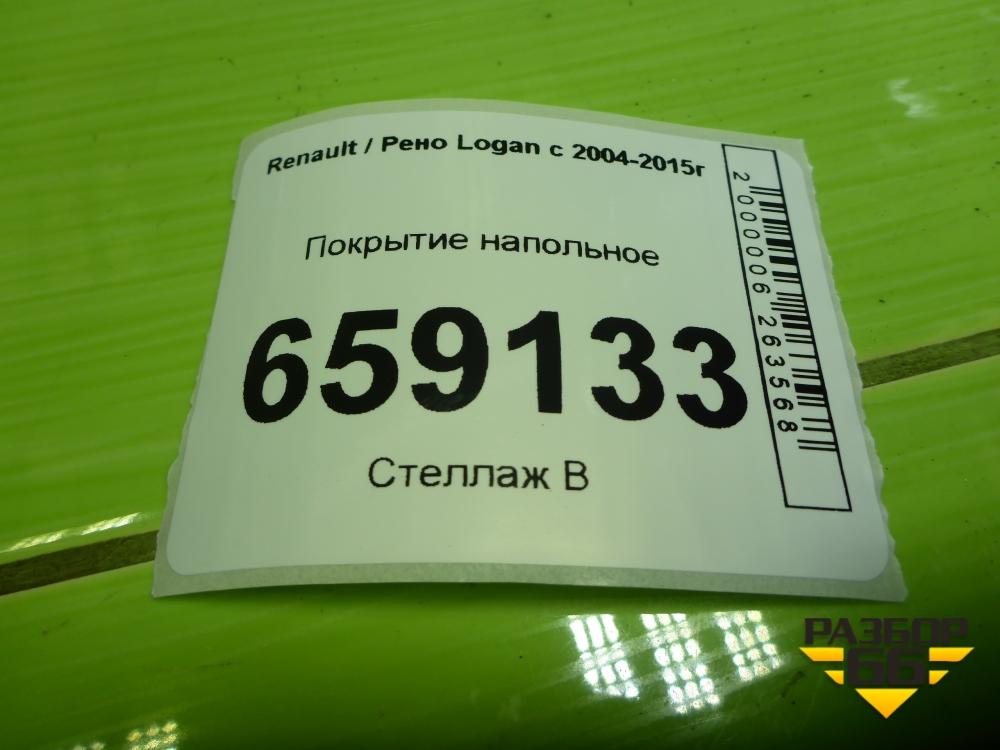 Renault / Рено Logan с 2004-2015г
Покрытие напольное
659133
Стеллаж В
2000006263568
РАЗБОР
66